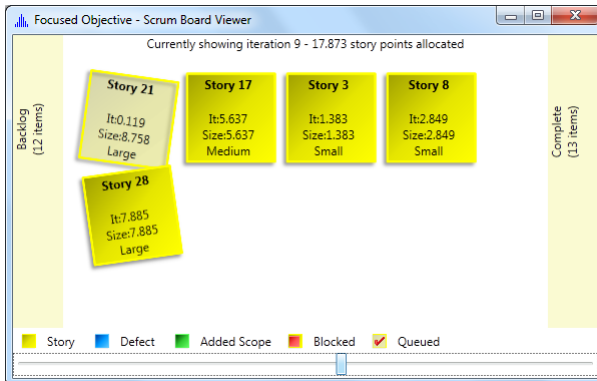 Focused Objective - Scrum Board Viewer
Currently showing iteration 9 - 17.873 story points allocated
Backlog
(12 items)
Story 21
It:0.119
Size:8.758
Large
Story 17
It:5.637
Size:5.637
Medium
Story 3
It:1.383
Size:1.383
Small
Story 8
It:2.849
Size:2.849
Small
Story 28
It:7.885
Size:7.885
Large
Complete
(13 items)
Story Defect Added Scope Blocked Queued